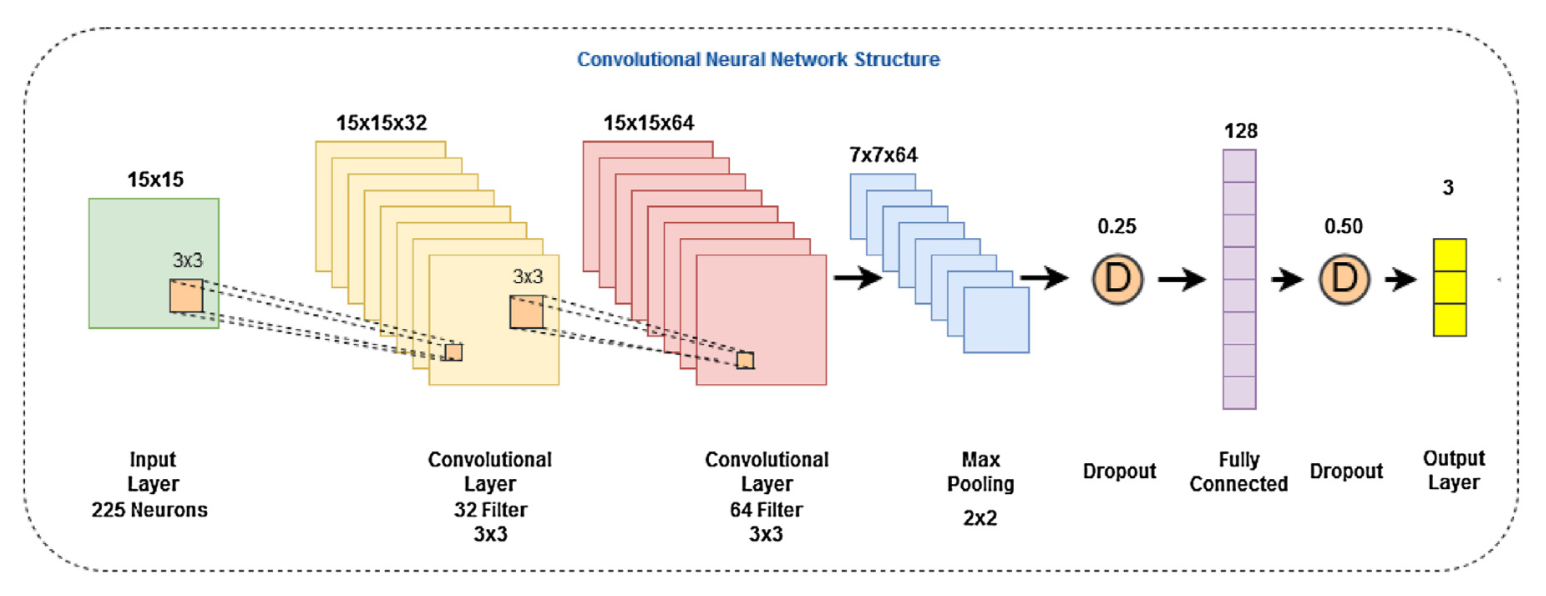 Convolutional Neural Network Structure
15x15x32
15x15x64
128
7x7x64
15x15
3
0.25
0.50
3x3
3x3
D
D
Input
Layer
225 Neurons
Convolutional
Layer
32 Filter
3x3
Convolutional
Layer
64 Filter
3x3
Max
Pooling
2x2
Dropout
Fully
Connected
Dropout
Output
Layer